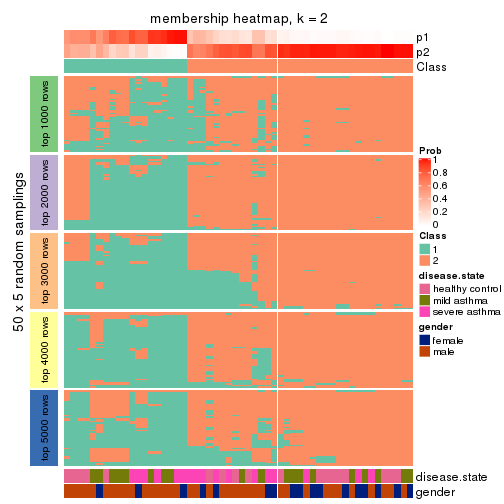 membership heatmap, k = 2
p1
p2
Class
50 x 5 random samplings
top 1000 rows
top 2000 rows
top 3000 rows
top 4000 rows
top 5000 rows
Prob
1
0.8
0.6
0.4
0.2
0
Class
1
2
disease.state
healthy control
mild asthma
severe asthma
gender
female
male
disease.state
gender